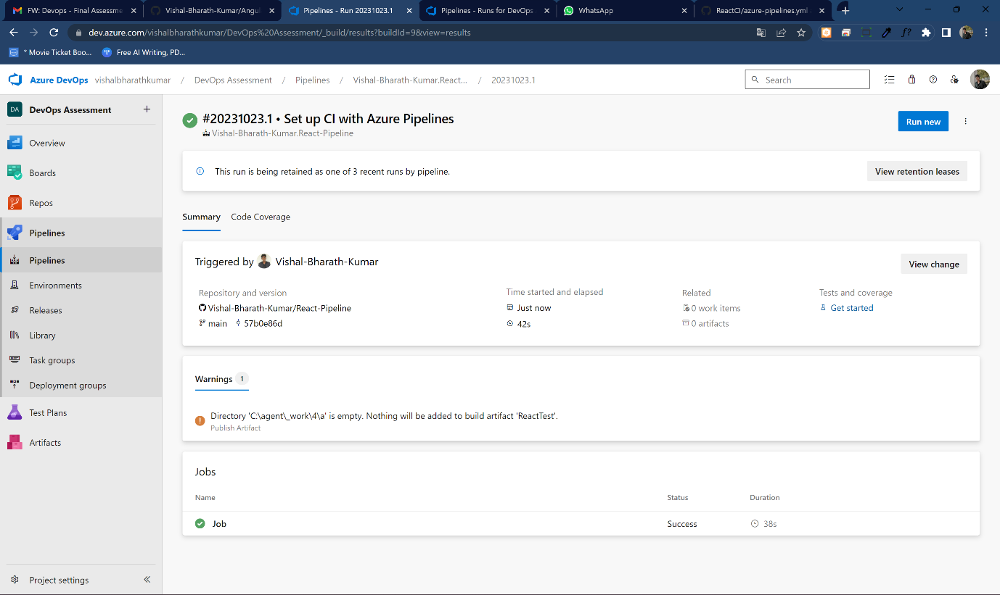 FW: Devops - Final Assessme
Vishal-Bharath-Kumar/Angul
Pipelines - Run 20231023.1
Pipelines - Runs for DevOps
WhatsApp
ReactCI/azure-pipelines.yml
dev.azure.com/vishalbharathkumar/DevOps%20Assessment/_build/results?buildId=9&view=results
* Movie Ticket Boo...
Free AI Writing, PD...
Azure DevOps vishalbharathkumar / DevOps Assessment / Pipelines / Vishal-Bharath-Kumar.React... / 20231023.1
Search
DA DevOps Assessment
Overview
Boards
Repos
Pipelines
Pipelines
Environments
Releases
Library
Task groups
Deployment groups
Test Plans
Artifacts
Project settings
#20231023.1 • Set up CI with Azure Pipelines
Vishal-Bharath-Kumar.React-Pipeline
Run new
This run is being retained as one of 3 recent runs by pipeline.
View retention leases
Summary
Code Coverage
Triggered by Vishal-Bharath-Kumar
View change
Repository and version
Vishal-Bharath-Kumar/React-Pipeline
main 57b0e86d
Time started and elapsed
Just now
42s
Related
0 work items
0 artifacts
Tests and coverage
Get started
Warnings 1
Directory 'C:\agent\_work\4\a' is empty. Nothing will be added to build artifact 'ReactTest'.
Publish Artifact
Jobs
Name Status Duration
Job Success 38s